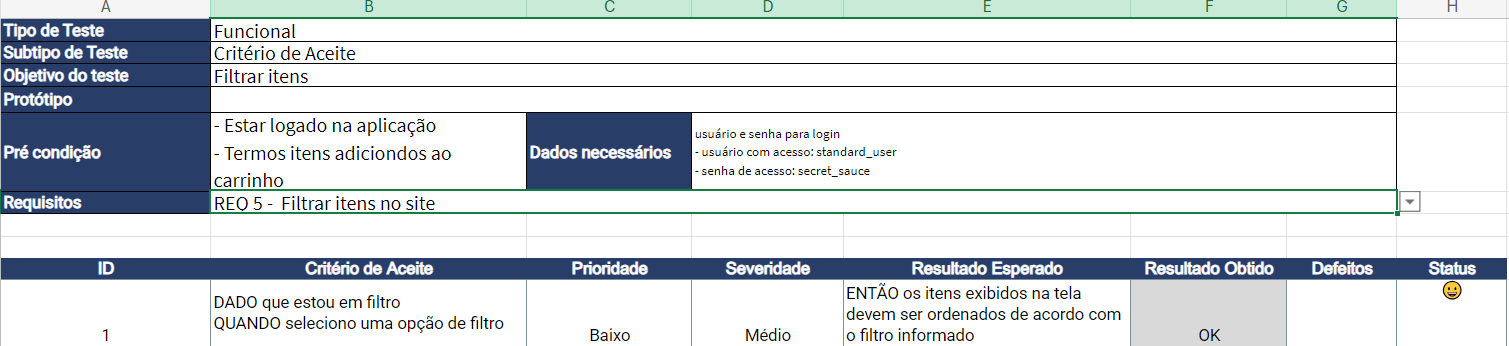 A B C D E F G H
Tipo de Teste Funcional
Subtipo de Teste Critério de Aceite
Objetivo do teste Filtrar itens
Protótipo
Pré condição
- Estar logado na aplicação
- Termos itens adiciondos ao
carrinho
Dados necessários
usuário e senha para login
- usuário com acesso: standard_user
- senha de acesso: secret_sauce
Requisitos REQ 5 - Filtrar itens no site
ID Critério de Aceite Prioridade Severidade Resultado Esperado Resultado Obtido Defeitos Status
1
DADO que estou em filtro
QUANDO seleciono uma opção de filtro
Baixo
Médio
ENTÃO os itens exibidos na tela
devem ser ordenados de acordo com
o filtro informado
OK